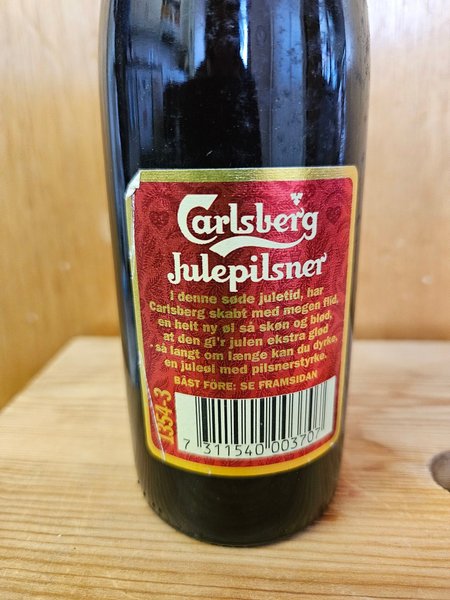 Carlsberg
Julepilsner
I denne søde juletid, har
Carlsberg skabt med megen flid,
en helt ny øl så skøn og blød,
at den gi'r julen ekstra glød
- så langt om længe kan du dyrke,
en juleøl med pilsnerstyrke.
BÄST FÖRE: SE FRAMSIDAN
1354-3
7 311540 003707